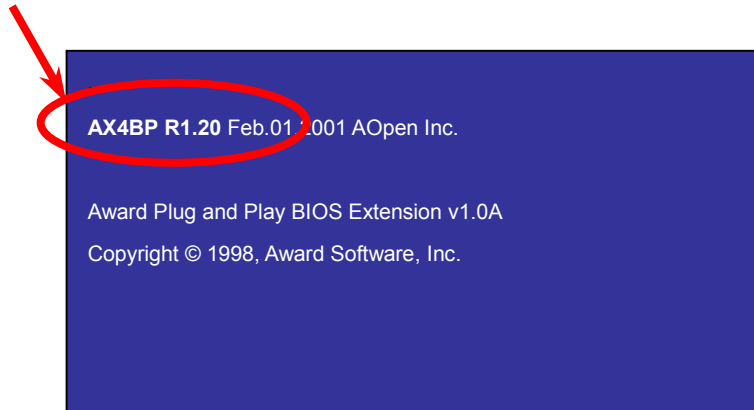 AX4BP R1.20 Feb.01.2001 AOpen Inc.
Award Plug and Play BIOS Extension v1.0A
Copyright © 1998, Award Software, Inc.